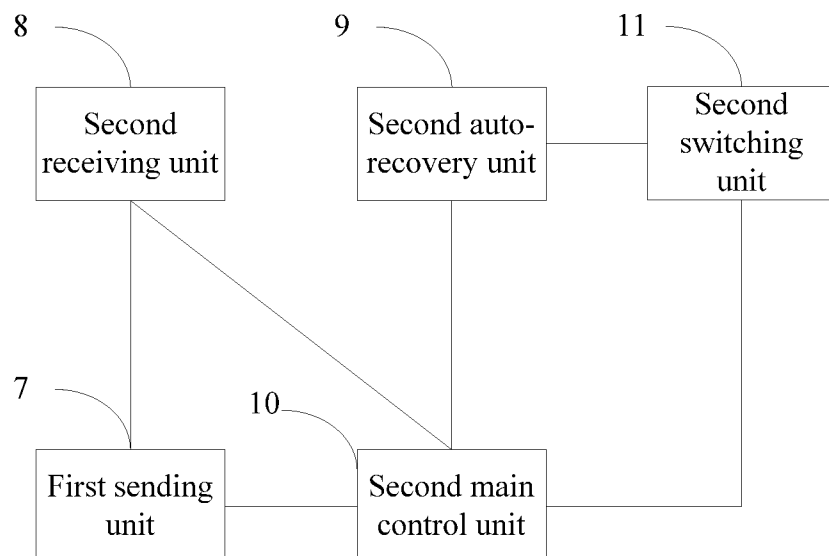 8
9
11
Second
receiving unit
Second auto-
recovery unit
Second
switching
unit
7
10
First sending
unit
Second main
control unit